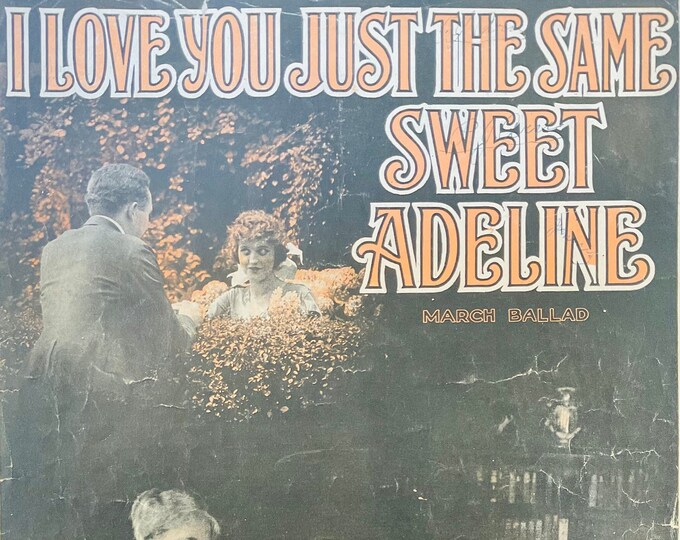 I LOVE YOU JUST THE SAME
SWEET
ADELINE
MARCH BALLAD